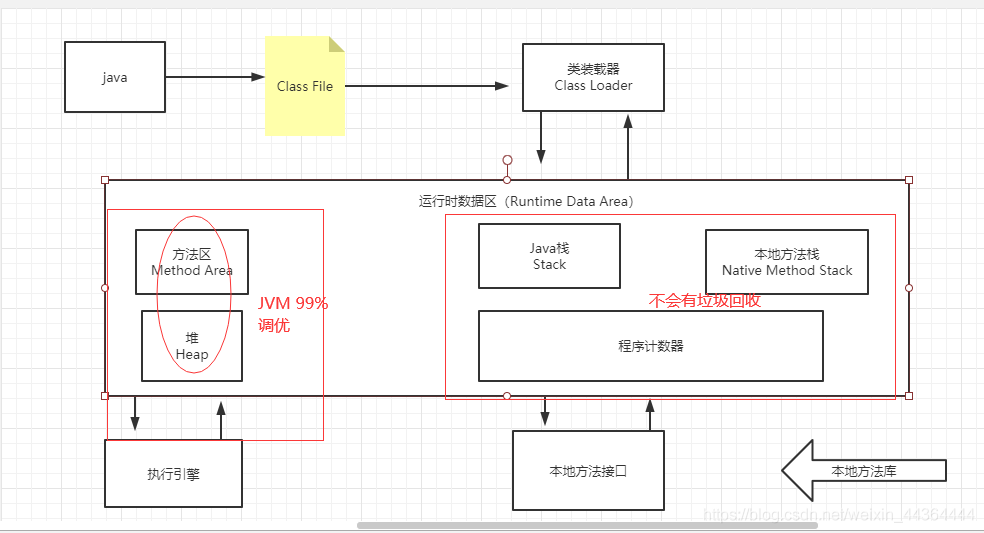 java
Class File
类装载器
Class Loader
运行时数据区（Runtime Data Area）
方法区
Method Area
堆
Heap
JVM 99%
调优
Java栈
Stack
本地方法栈
Native Method Stack
不会有垃圾回收
程序计数器
执行引擎
本地方法接口
本地方法库
https://blog.csdn.net/weixin_44364444